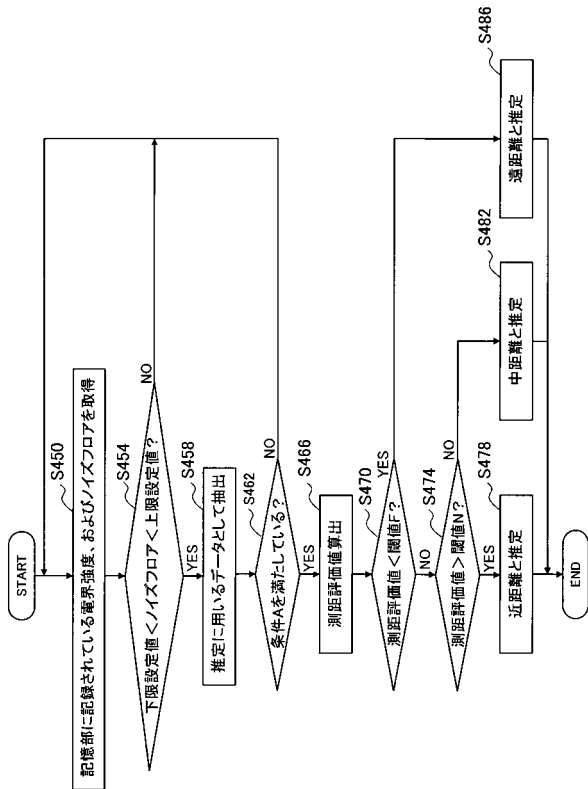 START
S450
記憶部に記録されている電界強度、およびノイズフロアを取得
S454
下限設定値<ノイズフロア<上限設定値？
NO
YES
S458
推定に用いるデータとして抽出
S462
条件Aを満たしている？
NO
YES
S466
測距評価値算出
S470
測距評価値<閾値F？
YES
NO
S474
測距評価値>閾値N？
NO
YES
S478
近距離と推定
S482
中距離と推定
S486
遠距離と推定
END